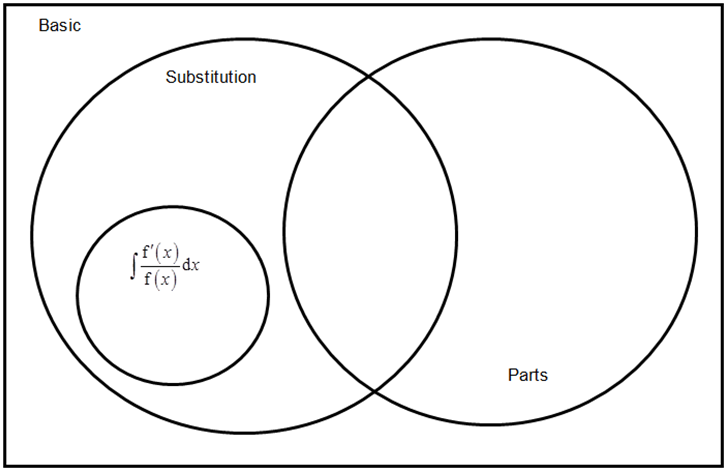 Basic
Substitution
∫ f′(x)/f(x) dx
Parts